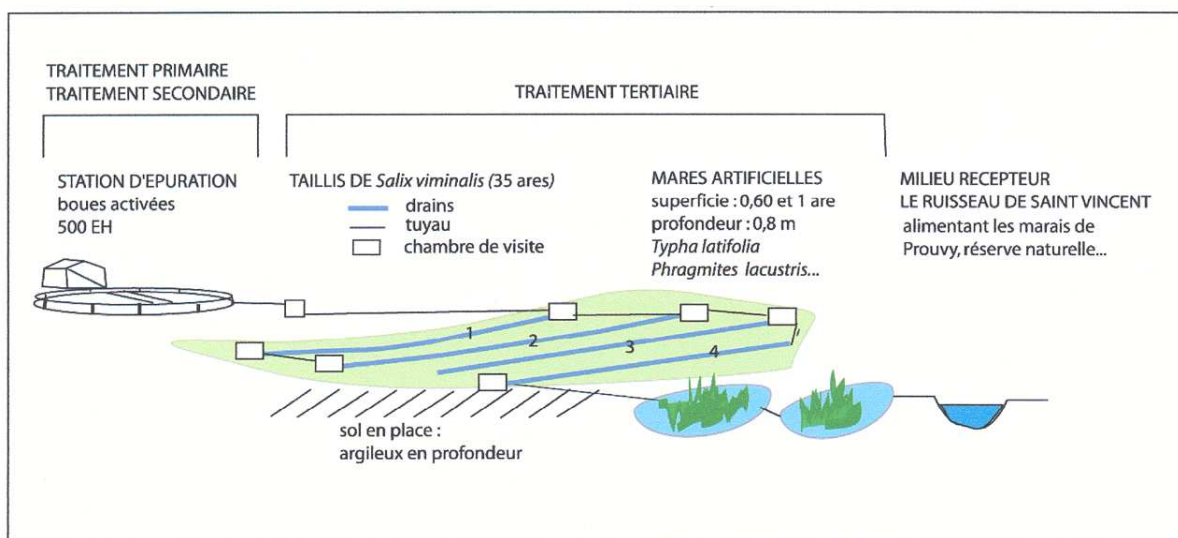 TRAITEMENT PRIMAIRE
TRAITEMENT SECONDAIRE
TRAITEMENT TERTIAIRE
STATION D'EPURATION
boues activées
500 EH
TAILLIS DE Salix viminalis (35 ares)
drains
tuyau
chambre de visite
MARES ARTIFICIELLES
superficie : 0,60 et 1 are
profondeur : 0,8 m
Typha latifolia
Phragmites lacustris...
MILIEU RECEPTEUR
LE RUISSEAU DE SAINT VINCENT
alimentant les marais de
Prouvy, réserve naturelle...
1
2
3
4
sol en place :
argileux en profondeur